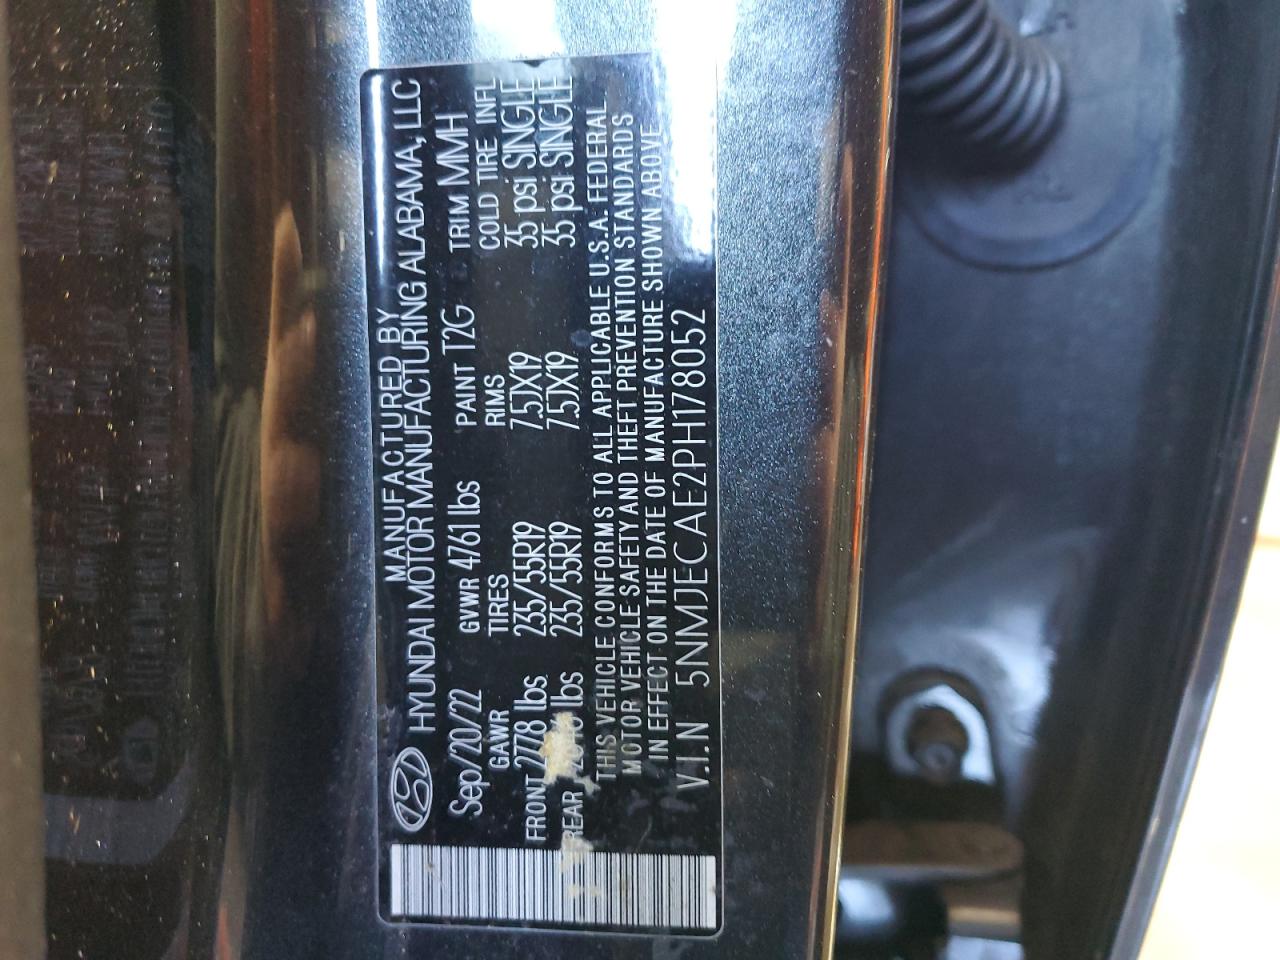 MANUFACTURED BY
HYUNDAI MOTOR MANUFACTURING ALABAMA, LLC
Sep/20/22 GVWR 4761 lbs PAINT T2G TRIM MMH
GAWR TIRES RIMS COLD TIRE INFL
FRONT 2778 lbs 235/55R19 7.5JX19 35 psi SINGLE
REAR lbs 235/55R19 7.5JX19 35 psi SINGLE
THIS VEHICLE CONFORMS TO ALL APPLICABLE U.S.A. FEDERAL
MOTOR VEHICLE SAFETY AND THEFT PREVENTION STANDARDS
IN EFFECT ON THE DATE OF MANUFACTURE SHOWN ABOVE
V.I.N 5NMJECAE2PH178052